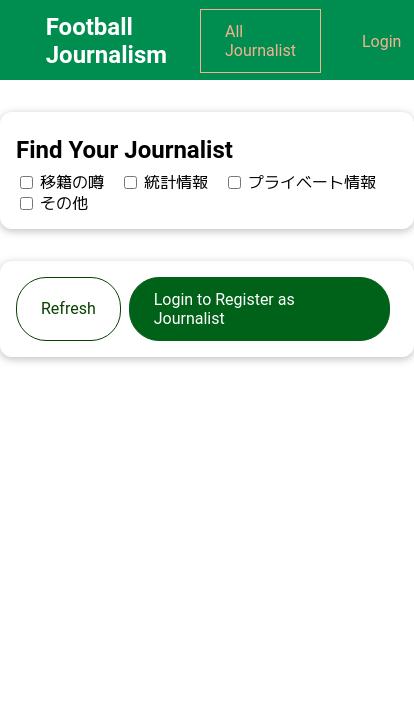 Football
Journalism
All
Journalist
Login
Find Your Journalist
移籍の噂 統計情報 プライベート情報
その他
Refresh
Login to Register as
Journalist